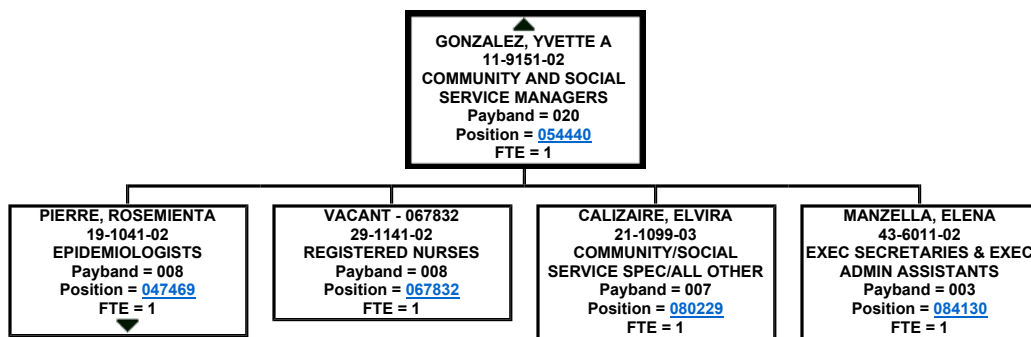 GONZALEZ, YVETTE A
11-9151-02
COMMUNITY AND SOCIAL
SERVICE MANAGERS
Payband = 020
Position = 054440
FTE = 1
PIERRE, ROSEMIENTA
19-1041-02
EPIDEMIOLOGISTS
Payband = 008
Position = 047469
FTE = 1
VACANT - 067832
29-1141-02
REGISTERED NURSES
Payband = 008
Position = 067832
FTE = 1
CALIZAIRE, ELVIRA
21-1099-03
COMMUNITY/SOCIAL
SERVICE SPEC/ALL OTHER
Payband = 007
Position = 080229
FTE = 1
MANZELLA, ELENA
43-6011-02
EXEC SECRETARIES & EXEC
ADMIN ASSISTANTS
Payband = 003
Position = 084130
FTE = 1